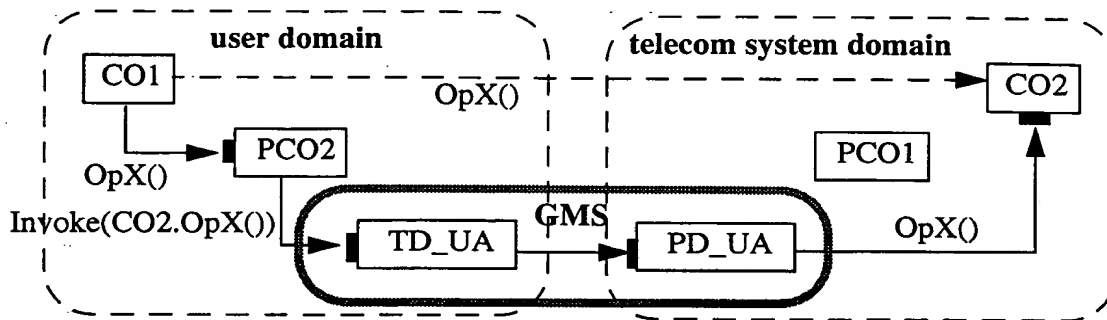 user domain
telecom system domain
CO1
OpX()
CO2
OpX()
PCO2
PCO1
Invoke(CO2.OpX())
GMS
TD_UA
PD_UA
OpX()